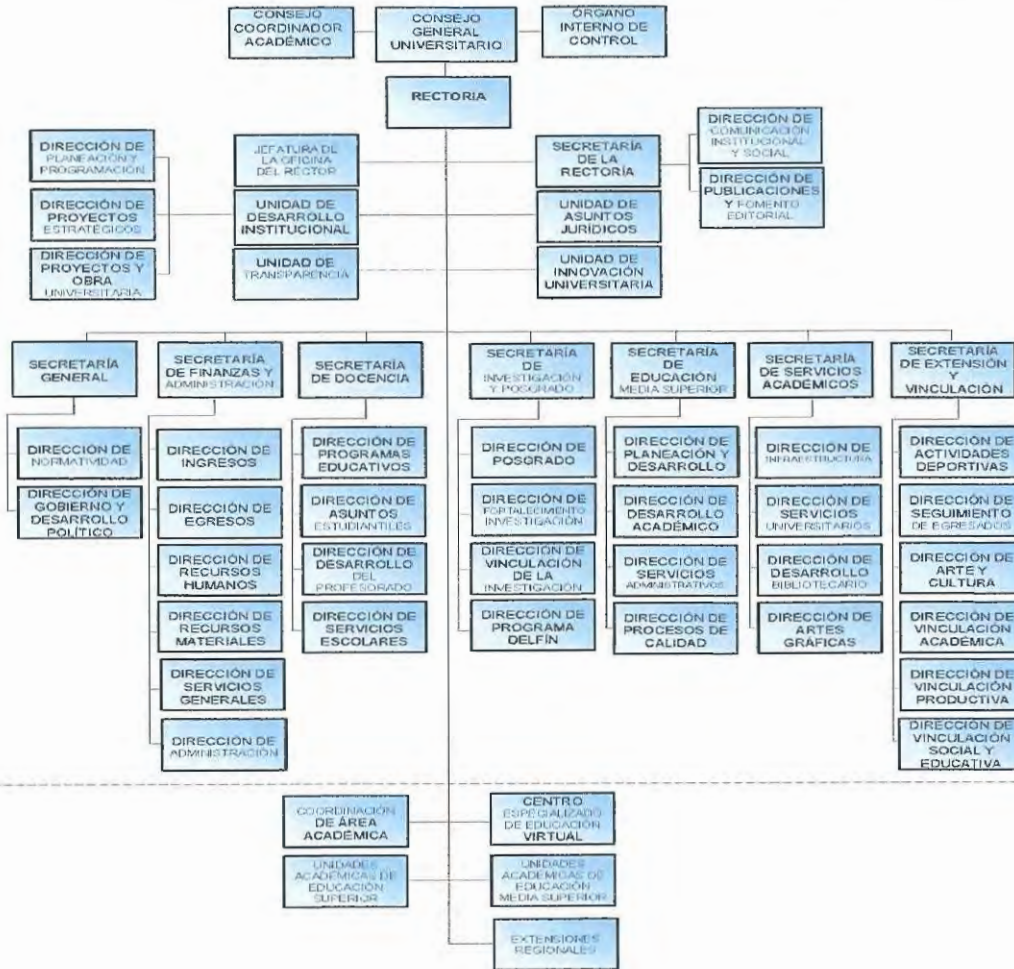 CONSEJO
COORDINADOR
ACADÉMICO
CONSEJO
GENERAL
UNIVERSITARIO
ÓRGANO
INTERNO DE
CONTROL
RECTORIA
DIRECCIÓN DE
PLANEACIÓN Y
PROGRAMACIÓN
JEFATURA DE
LA OFICINA
DEL RECTOR
SECRETARÍA
DE LA
RECTORÍA
DIRECCIÓN DE
COMUNICACIÓN
INSTITUCIONAL
Y SOCIAL
DIRECCIÓN DE
PUBLICACIONES
Y FOMENTO
EDITORIAL
DIRECCIÓN DE
PROYECTOS
ESTRATÉGICOS
UNIDAD DE
DESARROLLO
INSTITUCIONAL
UNIDAD DE
ASUNTOS
JURÍDICOS
DIRECCIÓN DE
PROYECTOS Y
OBRA
UNIVERSITARIA
UNIDAD DE
TRANSPARENCIA
UNIDAD DE
INNOVACIÓN
UNIVERSITARIA
SECRETARÍA
GENERAL
SECRETARÍA
DE FINANZAS Y
ADMINISTRACIÓN
SECRETARÍA
DE DOCENCIA
SECRETARÍA
DE
INVESTIGACIÓN
Y POSGRADO
SECRETARÍA
DE
EDUCACIÓN
MEDIA SUPERIOR
SECRETARÍA
DE SERVICIOS
ACADÉMICOS
SECRETARÍA
DE EXTENSIÓN
Y
VINCULACIÓN
DIRECCIÓN DE
NORMATIVIDAD
DIRECCIÓN DE
GOBIERNO Y
DESARROLLO
POLÍTICO
DIRECCIÓN DE
INGRESOS
DIRECCIÓN DE
EGRESOS
DIRECCIÓN DE
RECURSOS
HUMANOS
DIRECCIÓN DE
RECURSOS
MATERIALES
DIRECCIÓN DE
SERVICIOS
GENERALES
DIRECCIÓN DE
ADMINISTRACIÓN
DIRECCIÓN DE
PROGRAMAS
EDUCATIVOS
DIRECCIÓN DE
ASUNTOS
ESTUDIANTILES
DIRECCIÓN DE
DESARROLLO
DEL
PROFESORADO
DIRECCIÓN DE
SERVICIOS
ESCOLARES
DIRECCIÓN DE
POSGRADO
DIRECCIÓN DE
FORTALECIMIENTO
INVESTIGACIÓN
DIRECCIÓN DE
VINCULACIÓN
DE LA
INVESTIGACIÓN
DIRECCIÓN DE
PROGRAMA
DELFÍN
DIRECCIÓN DE
PLANEACIÓN Y
DESARROLLO
DIRECCIÓN DE
DESARROLLO
ACADÉMICO
DIRECCIÓN DE
SERVICIOS
ADMINISTRATIVOS
DIRECCIÓN DE
PROCESOS DE
CALIDAD
DIRECCIÓN DE
INFRAESTRUCTURA
DIRECCIÓN DE
SERVICIOS
UNIVERSITARIOS
DIRECCIÓN DE
DESARROLLO
BIBLIOTECARIO
DIRECCIÓN DE
ARTES
GRÁFICAS
DIRECCIÓN DE
ACTIVIDADES
DEPORTIVAS
DIRECCIÓN DE
SEGUIMIENTO
DE EGRESADOS
DIRECCIÓN DE
ARTE Y
CULTURA
DIRECCIÓN DE
VINCULACIÓN
ACADÉMICA
DIRECCIÓN DE
VINCULACIÓN
PRODUCTIVA
DIRECCIÓN DE
VINCULACIÓN
SOCIAL Y
EDUCATIVA
COORDINACIÓN
DE ÁREA
ACADÉMICA
CENTRO
ESPECIALIZADO
DE EDUCACIÓN
VIRTUAL
UNIDADES
ACADÉMICAS DE
EDUCACIÓN
SUPERIOR
UNIDADES
ACADÉMICAS DE
EDUCACIÓN
MEDIA SUPERIOR
EXTENSIONES
REGIONALES